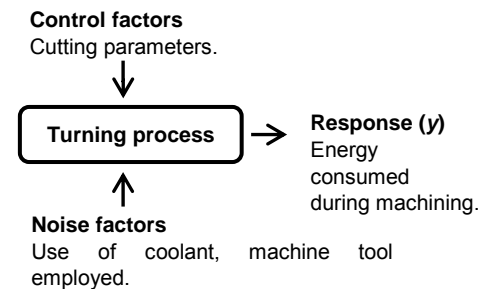 Control factors
Cutting parameters.
Turning process
Response (y)
Energy
consumed
during machining.
Noise factors
Use of coolant, machine tool
employed.